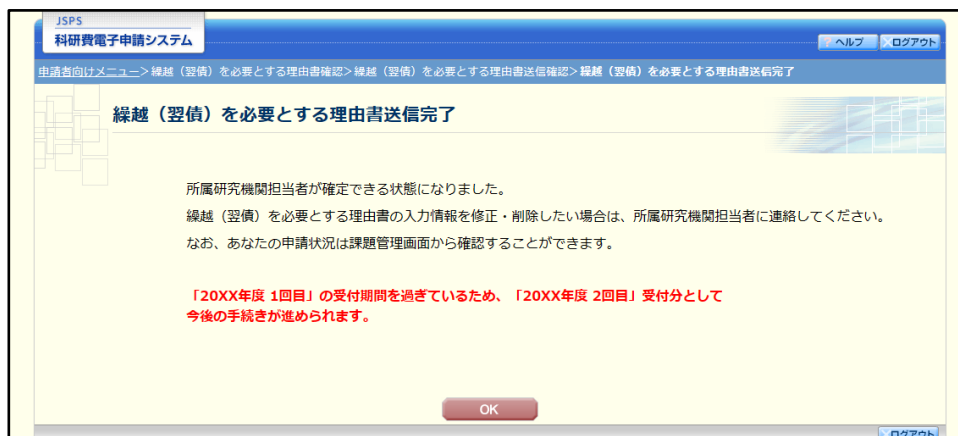 JSPS
科研費電子申請システム
ヘルプ
ログアウト
申請者向けメニュー>繰越（翌債）を必要とする理由書確認>繰越（翌債）を必要とする理由書送信確認>繰越（翌債）を必要とする理由書送信完了
繰越（翌債）を必要とする理由書送信完了
所属研究機関担当者が確定できる状態になりました。
繰越（翌債）を必要とする理由書の入力情報を修正・削除したい場合は、所属研究機関担当者に連絡してください。
なお、あなたの申請状況は課題管理画面から確認することができます。
「20XX年度 1回目」の受付期間を過ぎているため、「20XX年度 2回目」受付分として
今後の手続きが進められます。
OK
ログアウト